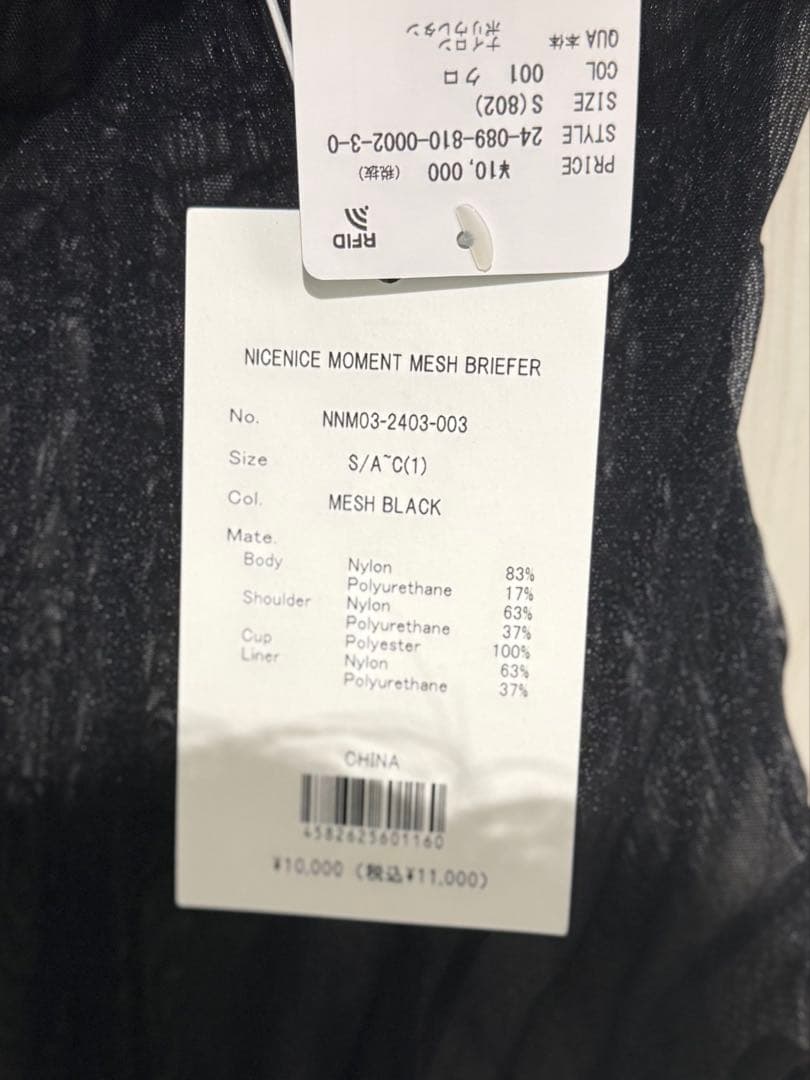 QUA 本体 ナイロン
ポリウレタン
COL 001 クロ
SIZE S(802)
STYLE 24-089-810-0002-3-0
PRICE ¥10,000 (税抜)
RFID
NICENICE MOMENT MESH BRIEFER
No. NNM03-2403-003
Size S/A~C(1)
Col. MESH BLACK
Mate.
Body Nylon 83%
Polyurethane 17%
Shoulder Nylon 63%
Polyurethane 37%
Cup Polyester 100%
Liner Nylon 63%
Polyurethane 37%
CHINA
4582625601160
¥10,000 (税込¥11,000)